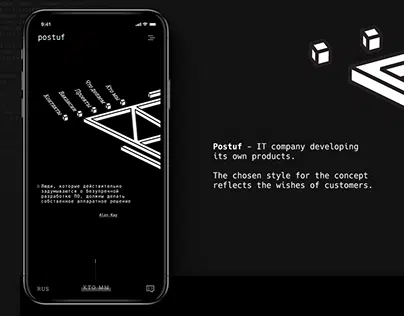 9:41
postuf
Контакты
Вакансии
Проекты
Что делаем
Кто мы
Люди, которые действительно
задумываются о безупречной
разработке ПО, должны делать
собственное аппаратное решение
Alan Kay
RUS
КТО МЫ
Postuf - IT company developing
its own products.
The chosen style for the concept
reflects the wishes of customers.